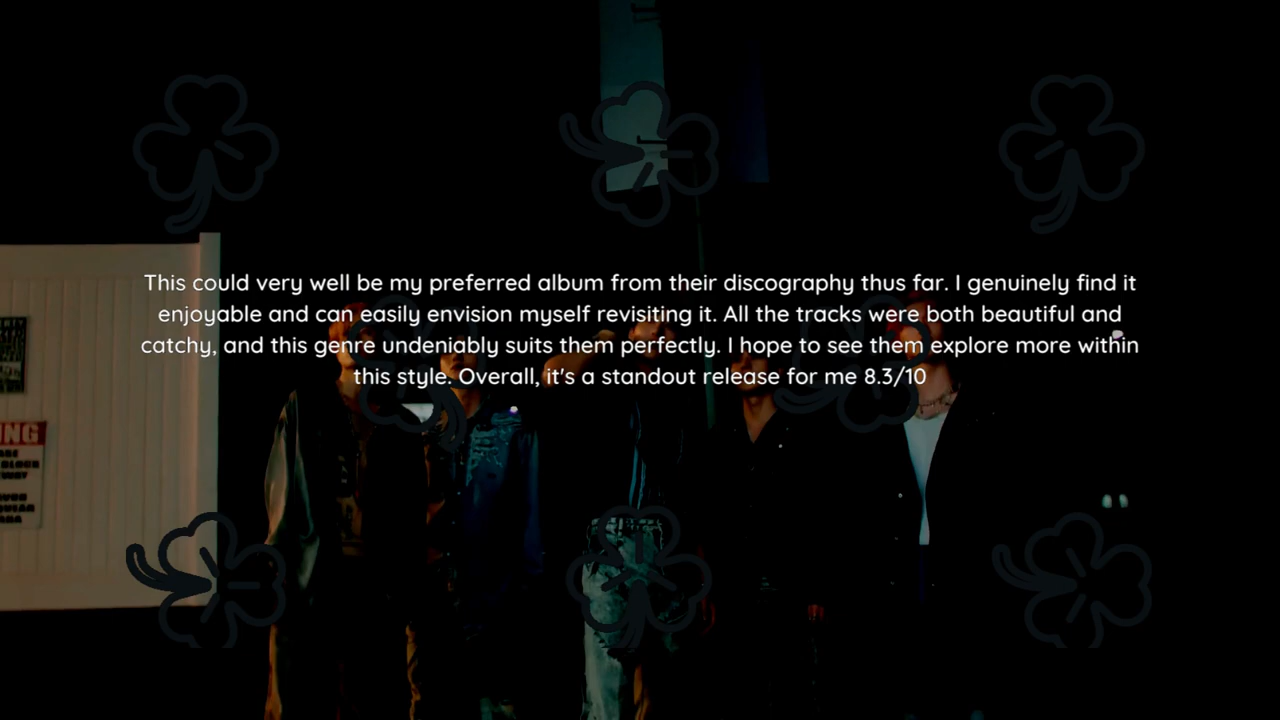 This could very well be my preferred album from their discography thus far. I genuinely find it
enjoyable and can easily envision myself revisiting it. All the tracks were both beautiful and
catchy, and this genre undeniably suits them perfectly. I hope to see them explore more within
this style. Overall, it's a standout release for me 8.3/10